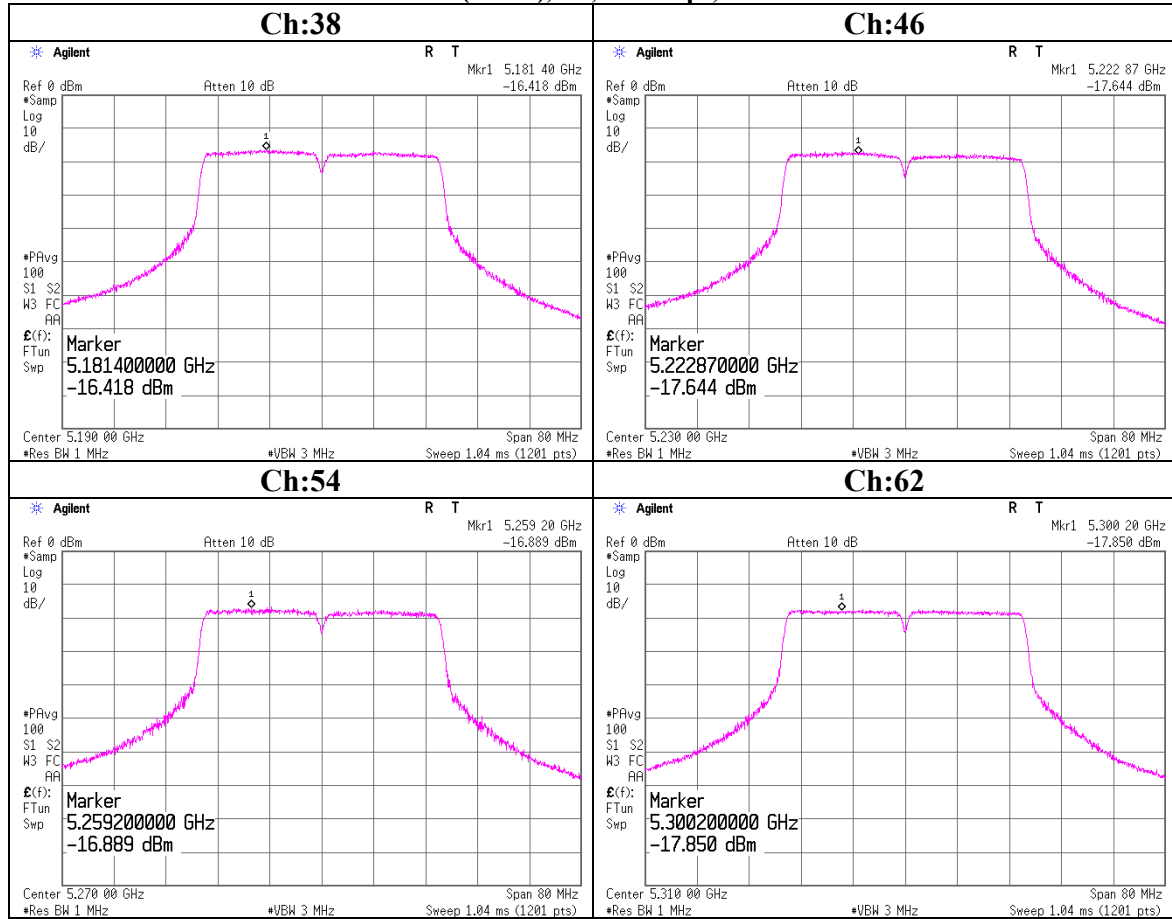 Ch:38
Agilent
R T
Mkr1 5.181 40 GHz
Ref 0 dBm
Atten 10 dB
-16.418 dBm
#Samp
Log
10
dB/
1
#PAvg
100
S1 S2
W3 FC
AA
£(f):
FTun
Swp
Marker
5.181400000 GHz
-16.418 dBm
Center 5.190 00 GHz
Span 80 MHz
#Res BW 1 MHz
#VBW 3 MHz
Sweep 1.04 ms (1201 pts)
Ch:46
Agilent
R T
Mkr1 5.222 87 GHz
Ref 0 dBm
Atten 10 dB
-17.644 dBm
#Samp
Log
10
dB/
1
#PAvg
100
S1 S2
W3 FC
AA
£(f):
FTun
Swp
Marker
5.222870000 GHz
-17.644 dBm
Center 5.230 00 GHz
Span 80 MHz
#Res BW 1 MHz
#VBW 3 MHz
Sweep 1.04 ms (1201 pts)
Ch:54
Agilent
R T
Mkr1 5.259 20 GHz
Ref 0 dBm
Atten 10 dB
-16.889 dBm
#Samp
Log
10
dB/
1
#PAvg
100
S1 S2
W3 FC
AA
£(f):
FTun
Swp
Marker
5.259200000 GHz
-16.889 dBm
Center 5.270 00 GHz
Span 80 MHz
#Res BW 1 MHz
#VBW 3 MHz
Sweep 1.04 ms (1201 pts)
Ch:62
Agilent
R T
Mkr1 5.300 20 GHz
Ref 0 dBm
Atten 10 dB
-17.850 dBm
#Samp
Log
10
dB/
1
#PAvg
100
S1 S2
W3 FC
AA
£(f):
FTun
Swp
Marker
5.300200000 GHz
-17.850 dBm
Center 5.310 00 GHz
Span 80 MHz
#Res BW 1 MHz
#VBW 3 MHz
Sweep 1.04 ms (1201 pts)